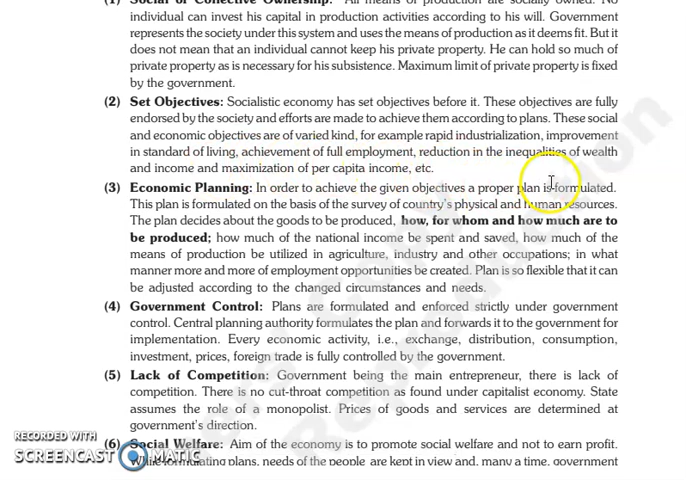 (1) Social or Collective Ownership: All means of production are socially owned. No
individual can invest his capital in production activities according to his will. Government
represents the society under this system and uses the means of production as it deems fit. But it
does not mean that an individual cannot keep his private property. He can hold so much of
private property as is necessary for his subsistence. Maximum limit of private property is fixed
by the government.
(2) Set Objectives: Socialistic economy has set objectives before it. These objectives are fully
endorsed by the society and efforts are made to achieve them according to plans. These social
and economic objectives are of varied kind, for example rapid industrialization, improvement
in standard of living, achievement of full employment, reduction in the inequalities of wealth
and income and maximization of per capita income, etc.
(3) Economic Planning: In order to achieve the given objectives a proper plan is formulated.
This plan is formulated on the basis of the survey of country's physical and human resources.
The plan decides about the goods to be produced, how, for whom and how much are to
be produced; how much of the national income be spent and saved, how much of the
means of production be utilized in agriculture, industry and other occupations; in what
manner more and more of employment opportunities be created. Plan is so flexible that it can
be adjusted according to the changed circumstances and needs.
(4) Government Control: Plans are formulated and enforced strictly under government
control. Central planning authority formulates the plan and forwards it to the government for
implementation. Every economic activity, i.e., exchange, distribution, consumption,
investment, prices, foreign trade is fully controlled by the government.
(5) Lack of Competition: Government being the main entrepreneur, there is lack of
competition. There is no cut-throat competition as found under capitalist economy. State
assumes the role of a monopolist. Prices of goods and services are determined at
government's direction.
(6) Social Welfare: Aim of the economy is to promote social welfare and not to earn profit.
While formulating plans, needs of the people are kept in view and, many a time, government
RECORDED WITH
SCREENCAST MATIC